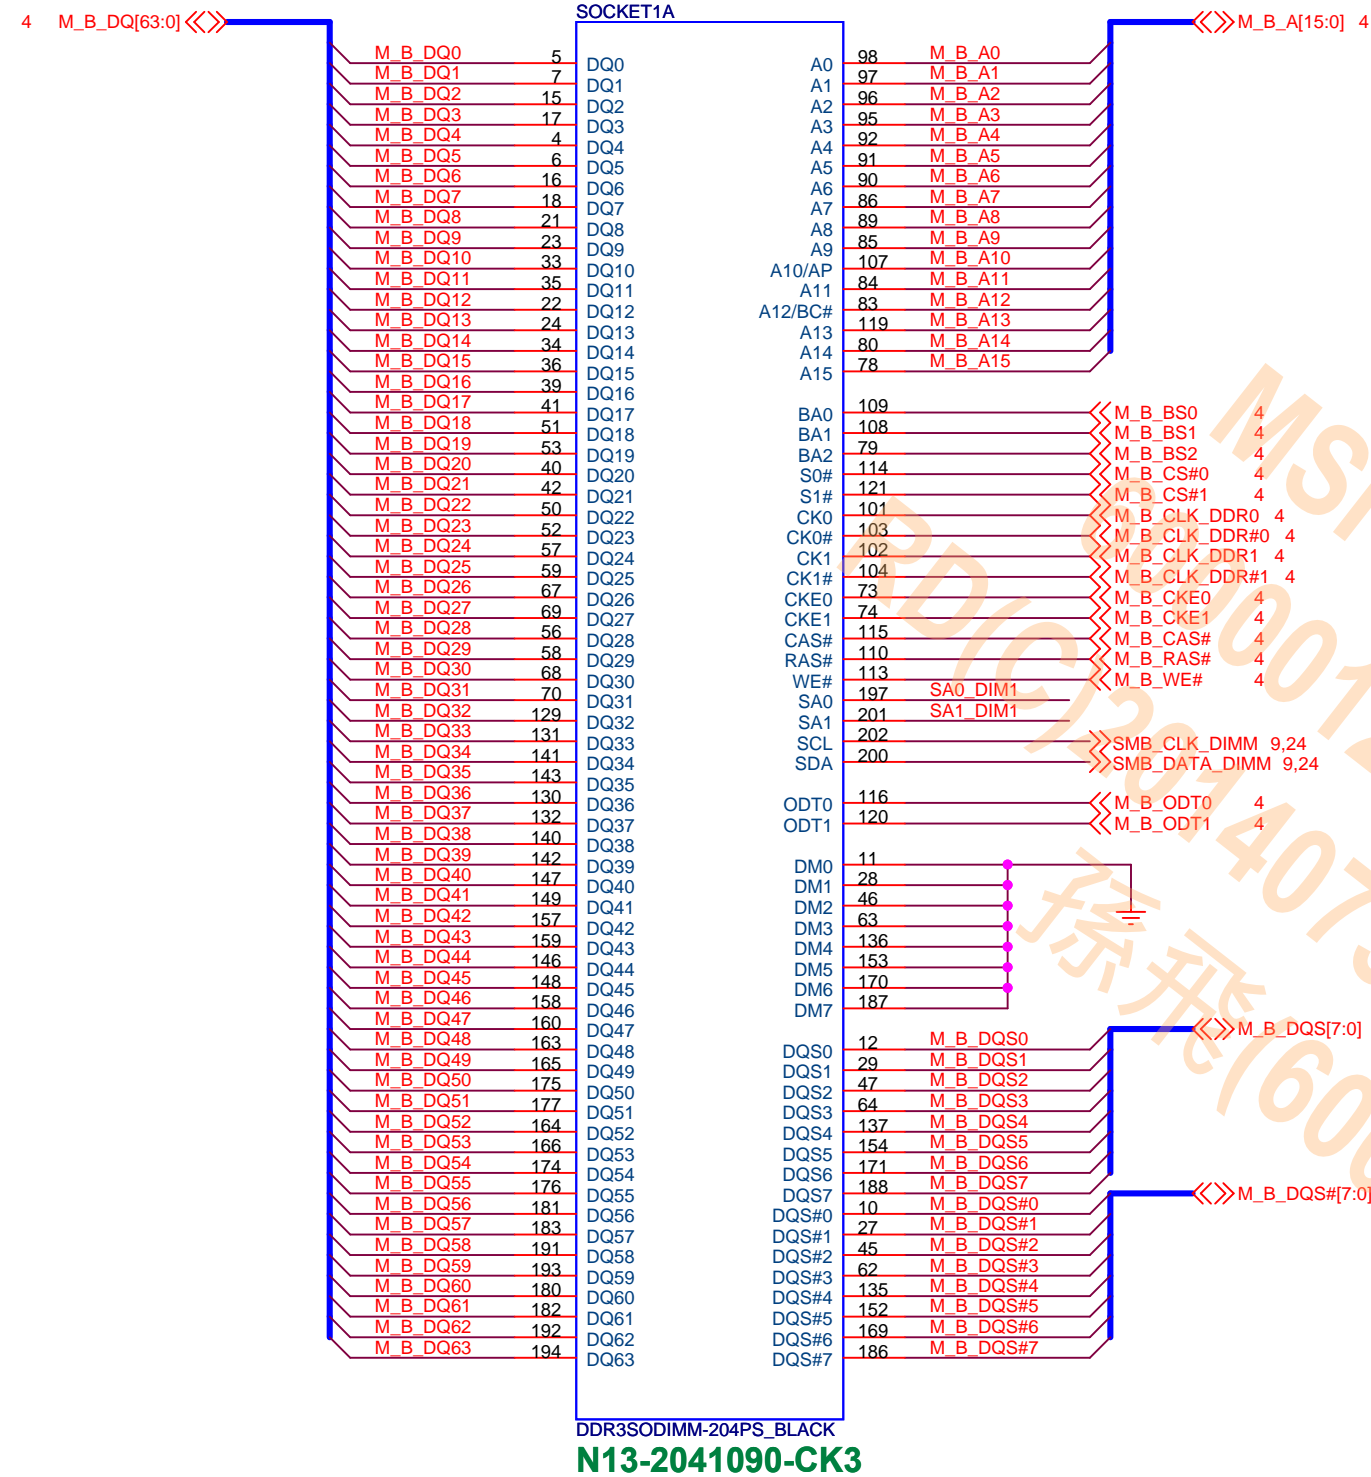 SOCKET1A
4 M_B_DQ[63:0]
M_B_A[15:0] 4
M_B_DQ0 5 DQ0
M_B_DQ1 7 DQ1
M_B_DQ2 15 DQ2
M_B_DQ3 17 DQ3
M_B_DQ4 4 DQ4
M_B_DQ5 6 DQ5
M_B_DQ6 16 DQ6
M_B_DQ7 18 DQ7
M_B_DQ8 21 DQ8
M_B_DQ9 23 DQ9
M_B_DQ10 33 DQ10
M_B_DQ11 35 DQ11
M_B_DQ12 22 DQ12
M_B_DQ13 24 DQ13
M_B_DQ14 34 DQ14
M_B_DQ15 36 DQ15
M_B_DQ16 39 DQ16
M_B_DQ17 41 DQ17
M_B_DQ18 51 DQ18
M_B_DQ19 53 DQ19
M_B_DQ20 40 DQ20
M_B_DQ21 42 DQ21
M_B_DQ22 50 DQ22
M_B_DQ23 52 DQ23
M_B_DQ24 57 DQ24
M_B_DQ25 59 DQ25
M_B_DQ26 67 DQ26
M_B_DQ27 69 DQ27
M_B_DQ28 56 DQ28
M_B_DQ29 58 DQ29
M_B_DQ30 68 DQ30
M_B_DQ31 70 DQ31
M_B_DQ32 129 DQ32
M_B_DQ33 131 DQ33
M_B_DQ34 141 DQ34
M_B_DQ35 143 DQ35
M_B_DQ36 130 DQ36
M_B_DQ37 132 DQ37
M_B_DQ38 140 DQ38
M_B_DQ39 142 DQ39
M_B_DQ40 147 DQ40
M_B_DQ41 149 DQ41
M_B_DQ42 157 DQ42
M_B_DQ43 159 DQ43
M_B_DQ44 146 DQ44
M_B_DQ45 148 DQ45
M_B_DQ46 158 DQ46
M_B_DQ47 160 DQ47
M_B_DQ48 163 DQ48
M_B_DQ49 165 DQ49
M_B_DQ50 175 DQ50
M_B_DQ51 177 DQ51
M_B_DQ52 164 DQ52
M_B_DQ53 166 DQ53
M_B_DQ54 174 DQ54
M_B_DQ55 176 DQ55
M_B_DQ56 181 DQ56
M_B_DQ57 183 DQ57
M_B_DQ58 191 DQ58
M_B_DQ59 193 DQ59
M_B_DQ60 180 DQ60
M_B_DQ61 182 DQ61
M_B_DQ62 192 DQ62
M_B_DQ63 194 DQ63
A0 98 M_B_A0
A1 97 M_B_A1
A2 96 M_B_A2
A3 95 M_B_A3
A4 92 M_B_A4
A5 91 M_B_A5
A6 90 M_B_A6
A7 86 M_B_A7
A8 89 M_B_A8
A9 85 M_B_A9
A10/AP 107 M_B_A10
A11 84 M_B_A11
A12/BC# 83 M_B_A12
A13 119 M_B_A13
A14 80 M_B_A14
A15 78 M_B_A15
BA0 109 M_B_BS0 4
BA1 108 M_B_BS1 4
BA2 79 M_B_BS2 4
S0# 114 M_B_CS#0 4
S1# 121 M_B_CS#1 4
CK0 101 M_B_CLK_DDR0 4
CK0# 103 M_B_CLK_DDR#0 4
CK1 102 M_B_CLK_DDR1 4
CK1# 104 M_B_CLK_DDR#1 4
CKE0 73 M_B_CKE0 4
CKE1 74 M_B_CKE1 4
CAS# 115 M_B_CAS# 4
RAS# 110 M_B_RAS# 4
WE# 113 M_B_WE# 4
SA0 197 SA0_DIM1
SA1 201 SA1_DIM1
SCL 202 SMB_CLK_DIMM 9,24
SDA 200 SMB_DATA_DIMM 9,24
ODT0 116 M_B_ODT0 4
ODT1 120 M_B_ODT1 4
DM0 11
DM1 28
DM2 46
DM3 63
DM4 136
DM5 153
DM6 170
DM7 187
M_B_DQS[7:0]
DQS0 12 M_B_DQS0
DQS1 29 M_B_DQS1
DQS2 47 M_B_DQS2
DQS3 64 M_B_DQS3
DQS4 137 M_B_DQS4
DQS5 154 M_B_DQS5
DQS6 171 M_B_DQS6
DQS7 188 M_B_DQS7
M_B_DQS#[7:0]
DQS#0 10 M_B_DQS#0
DQS#1 27 M_B_DQS#1
DQS#2 45 M_B_DQS#2
DQS#3 62 M_B_DQS#3
DQS#4 135 M_B_DQS#4
DQS#5 152 M_B_DQS#5
DQS#6 169 M_B_DQS#6
DQS#7 186 M_B_DQS#7
DDR3SODIMM-204PS_BLACK
N13-2041090-CK3
MSI
RD(C)201407
孫飛(600